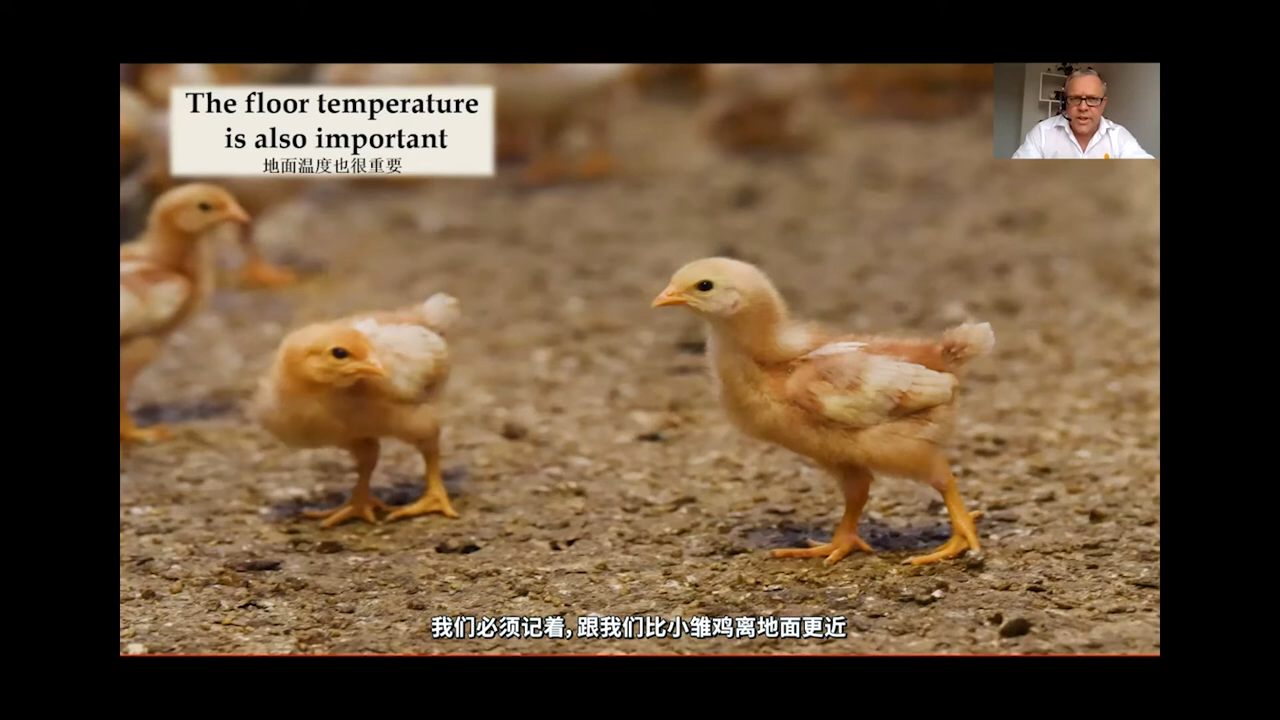 The floor temperature
is also important
地面温度也很重要
我们必须记着,跟我们比小雏鸡离地面更近